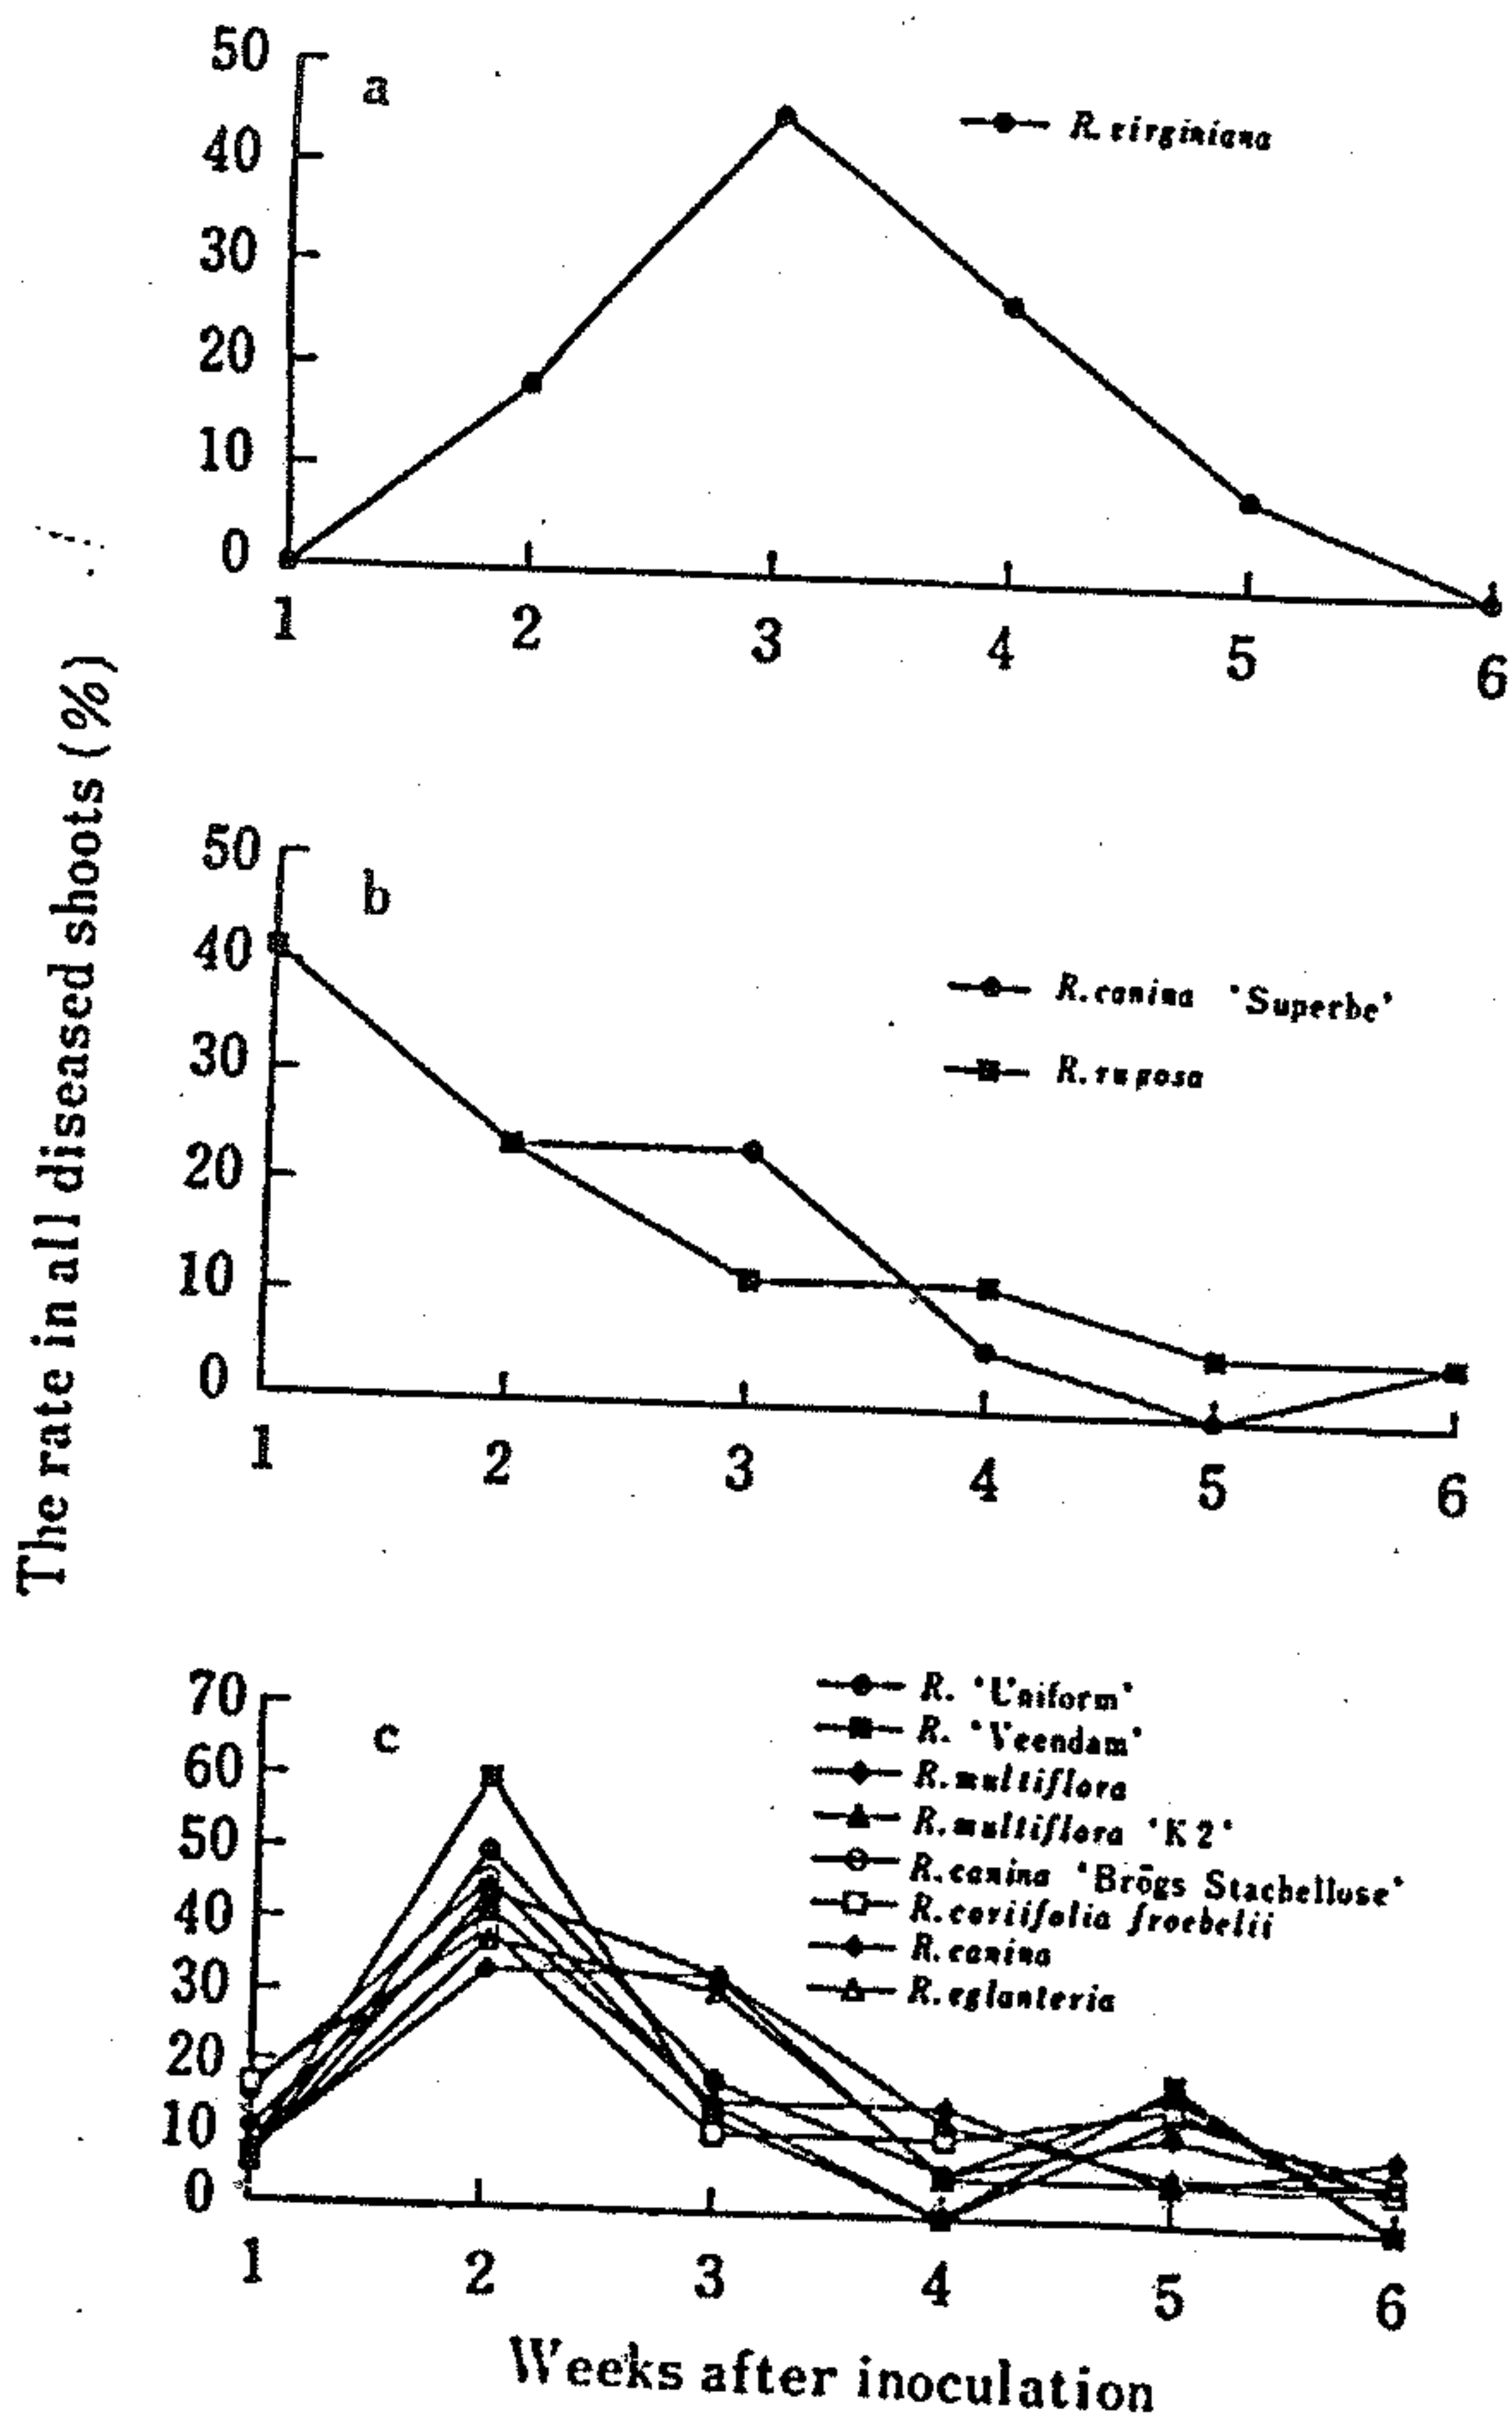 The rate in all diseased shoots (%)
50
a
R. virginiana
40
30
20
10
0
1 2 3 4 5 6
50
b
40
R. canina 'Superbe'
30
R. rugosa
20
10
0
1 2 3 4 5 6
70
c
R. 'Uniform'
60
R. 'Veendam'
R. multiflora
50
R. multiflora 'K2'
R. canina 'Brögs Stachellose'
40
R. coriifolia froebelii
R. canina
30
R. eglanteria
20
10
0
1 2 3 4 5 6
Weeks after inoculation